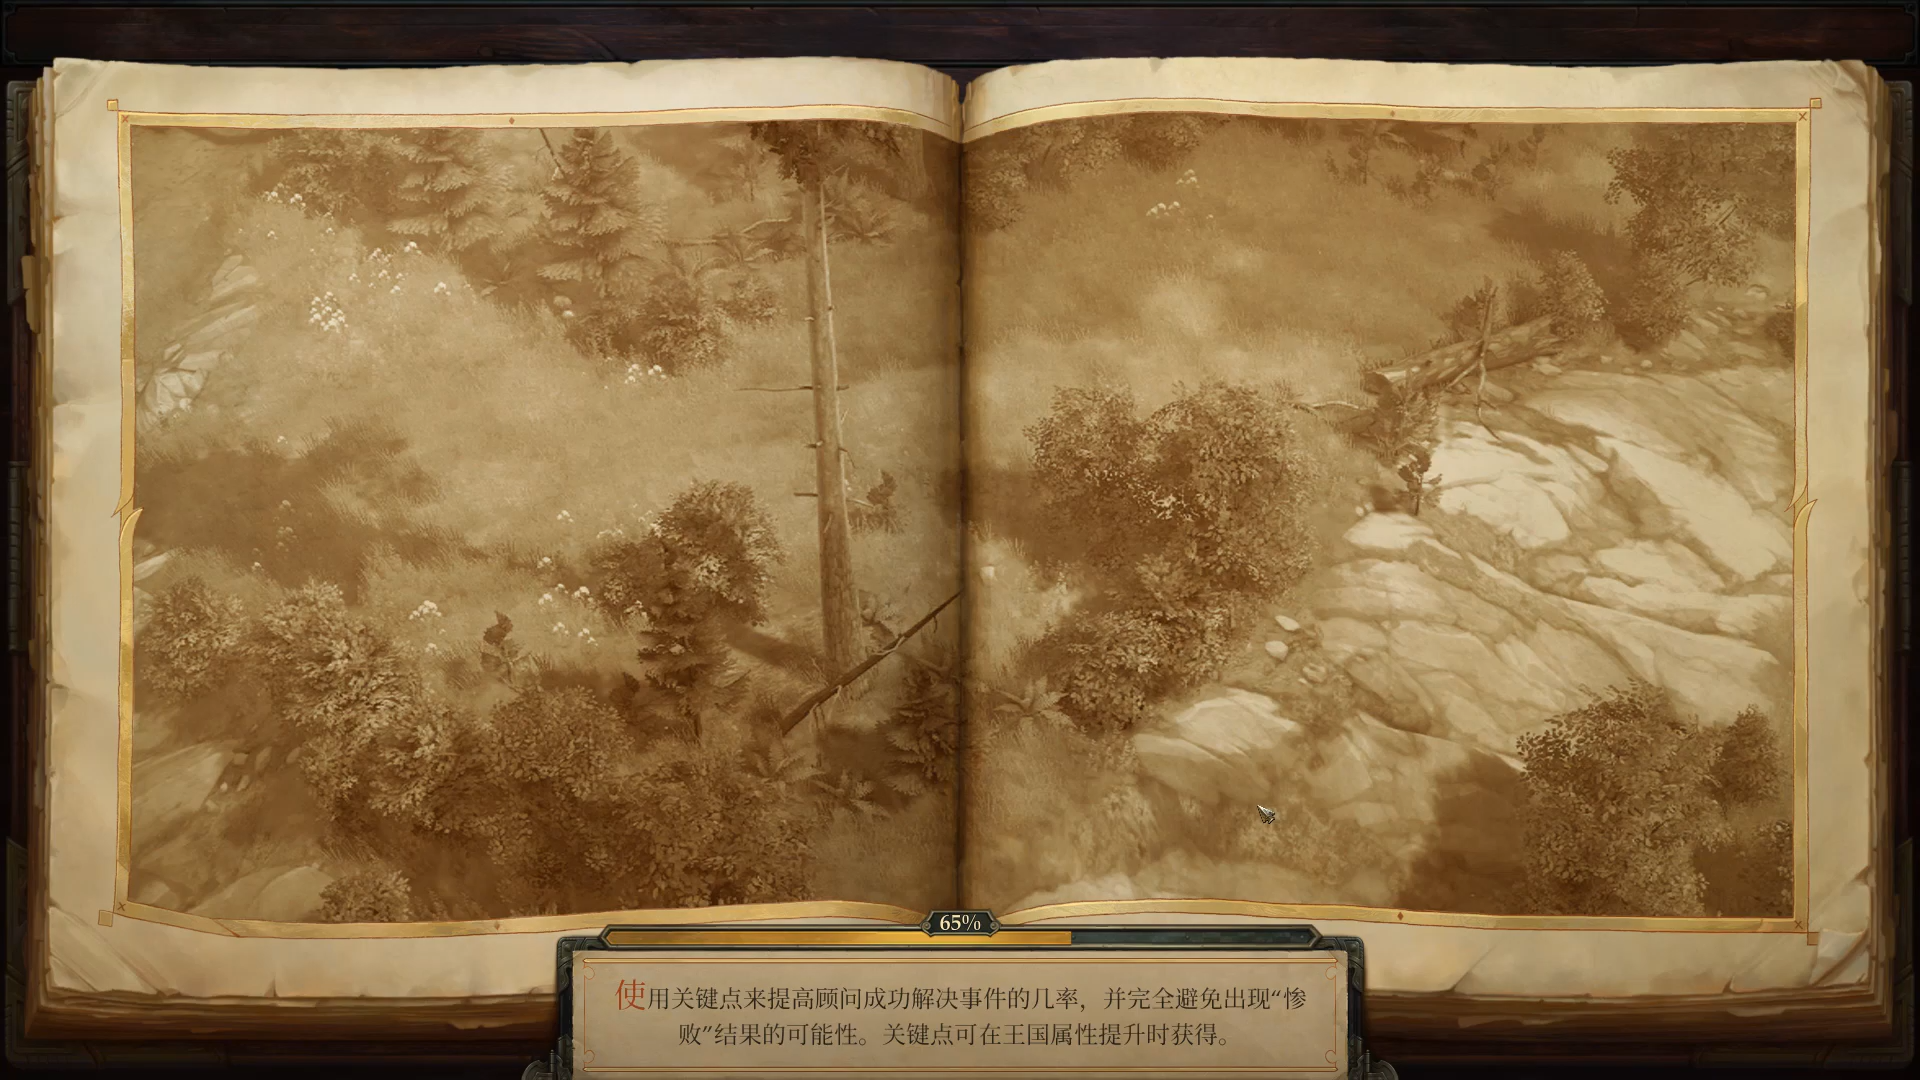 65%
使用关键点来提高顾问成功解决事件的几率，并完全避免出现“惨
败”结果的可能性。关键点可在王国属性提升时获得。